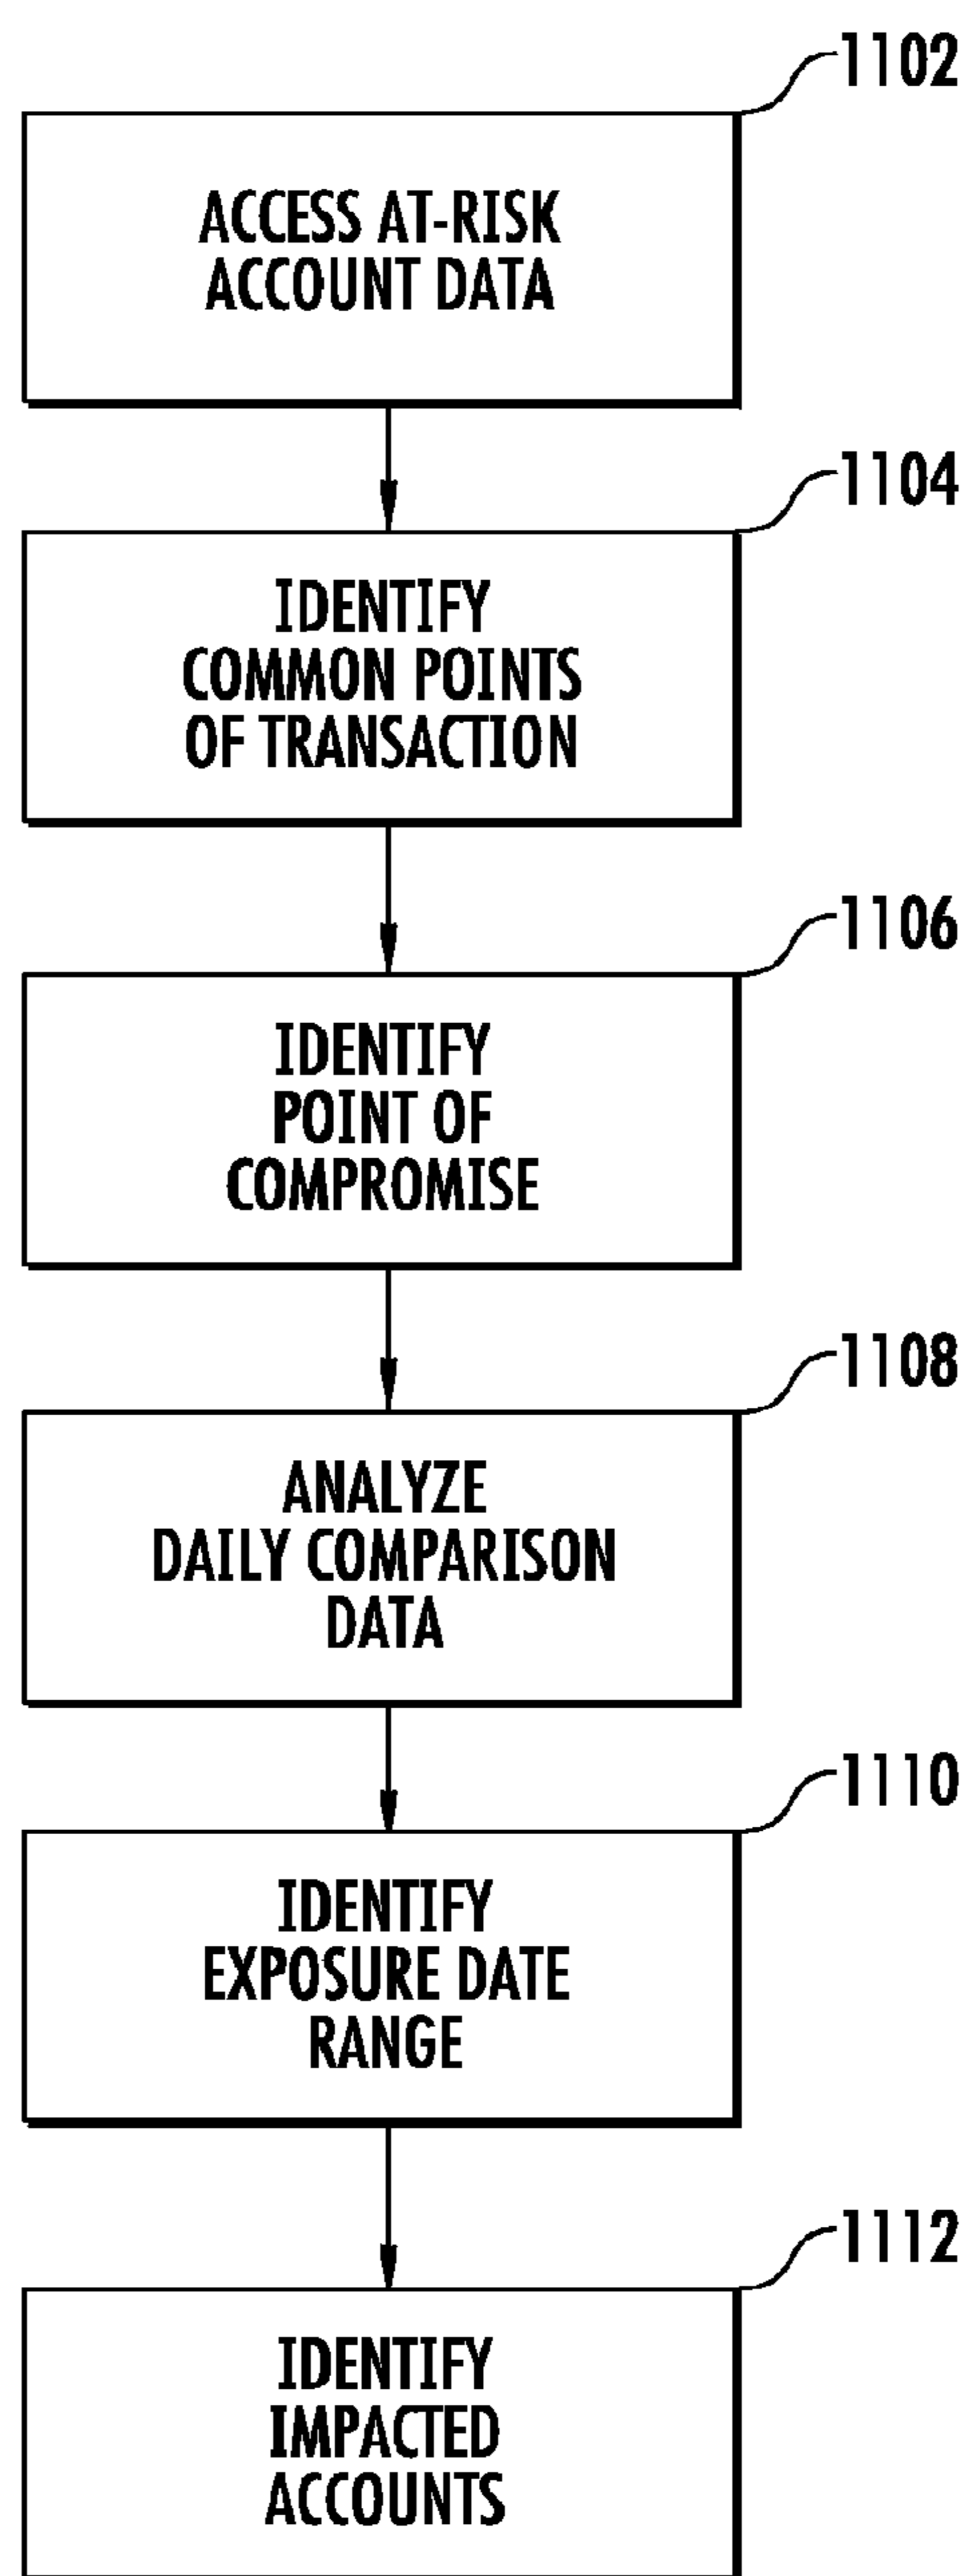 1102
ACCESS AT-RISK
ACCOUNT DATA
1104
IDENTIFY
COMMON POINTS
OF TRANSACTION
1106
IDENTIFY
POINT OF
COMPROMISE
1108
ANALYZE
DAILY COMPARISON
DATA
1110
IDENTIFY
EXPOSURE DATE
RANGE
1112
IDENTIFY
IMPACTED
ACCOUNTS